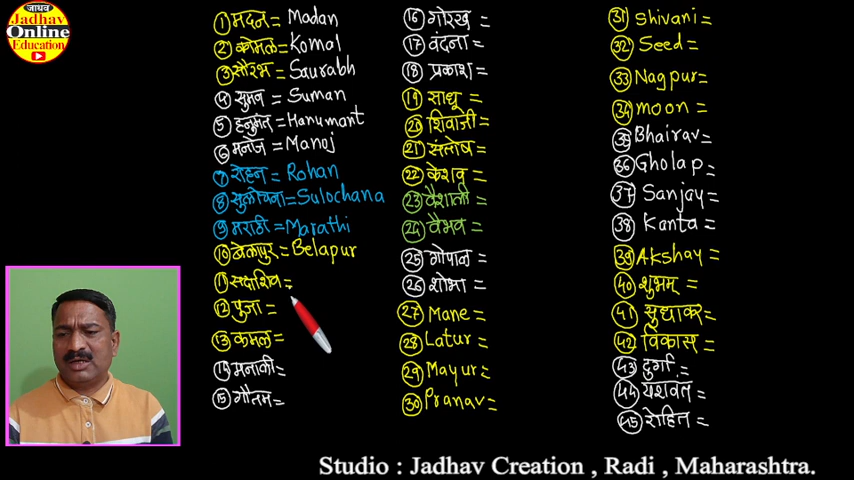 जाधव
Jadhav
Online
Education
① मदन = Madan
② कोमल = Komal
③ सौरभ = Saurabh
④ सुमन = Suman
⑤ हनुमंत = Hanumant
⑥ मनोज = Manoj
⑦ रोहन = Rohan
⑧ सुलोचना = Sulochana
⑨ मराठी = Marathi
⑩ बेलापुर = Belapur
⑪ सदाशिव =
⑫ पुजा =
⑬ कमल =
⑭ मनाकी =
⑮ गौतम =
⑯ गोरख =
⑰ वंदना =
⑱ प्रकाश =
⑲ साधू =
⑳ शिवाजी =
㉑ संतोष =
㉒ केशव =
㉓ वैशाली =
㉔ वैभव =
㉕ गोपाळ =
㉖ शोभा =
㉗ Mane =
㉘ Latur =
㉙ Mayur =
㉚ Pranav =
㉛ Shivani =
㉜ Seed =
㉝ Nagpur =
㉞ moon =
㉟ Bhairav =
㊱ Gholap =
㊲ Sanjay =
㊳ Kanta =
㊴ Akshay =
㊵ शुभम् =
㊶ सुधाकर =
㊷ विकास =
㊸ दुर्गा =
㊹ यशवंत =
㊺ रोहित =
Studio : Jadhav Creation , Radi , Maharashtra.